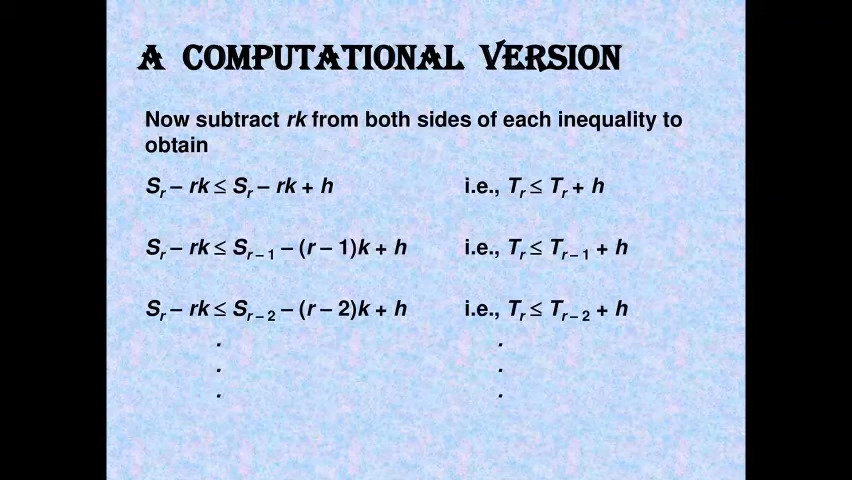 A COMPUTATIONAL VERSION
Now subtract rk from both sides of each inequality to
obtain
Sr – rk ≤ Sr – rk + h i.e., Tr ≤ Tr + h
Sr – rk ≤ Sr – 1 – (r – 1)k + h i.e., Tr ≤ Tr – 1 + h
Sr – rk ≤ Sr – 2 – (r – 2)k + h i.e., Tr ≤ Tr – 2 + h
. .
. .
. .